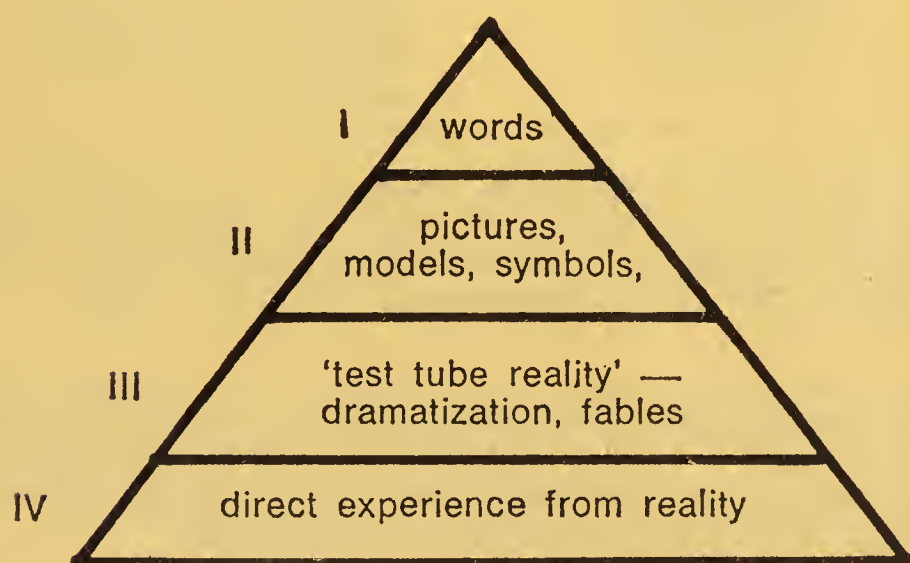 I words
II pictures,
models, symbols,
III 'test tube reality' —
dramatization, fables
IV direct experience from reality